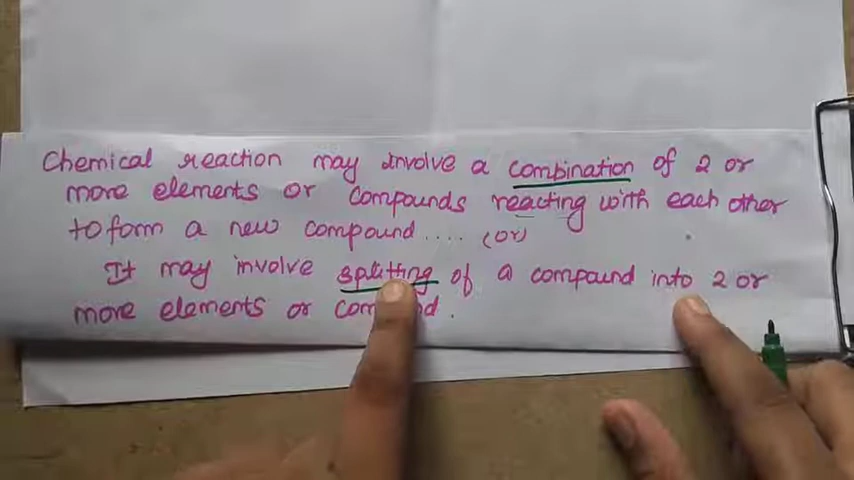 Chemical reaction may involve a combination of 2 or
more elements or compounds reacting with each other
to form a new compound .... (or)
It may involve splitting of a compound into 2 or
more elements or